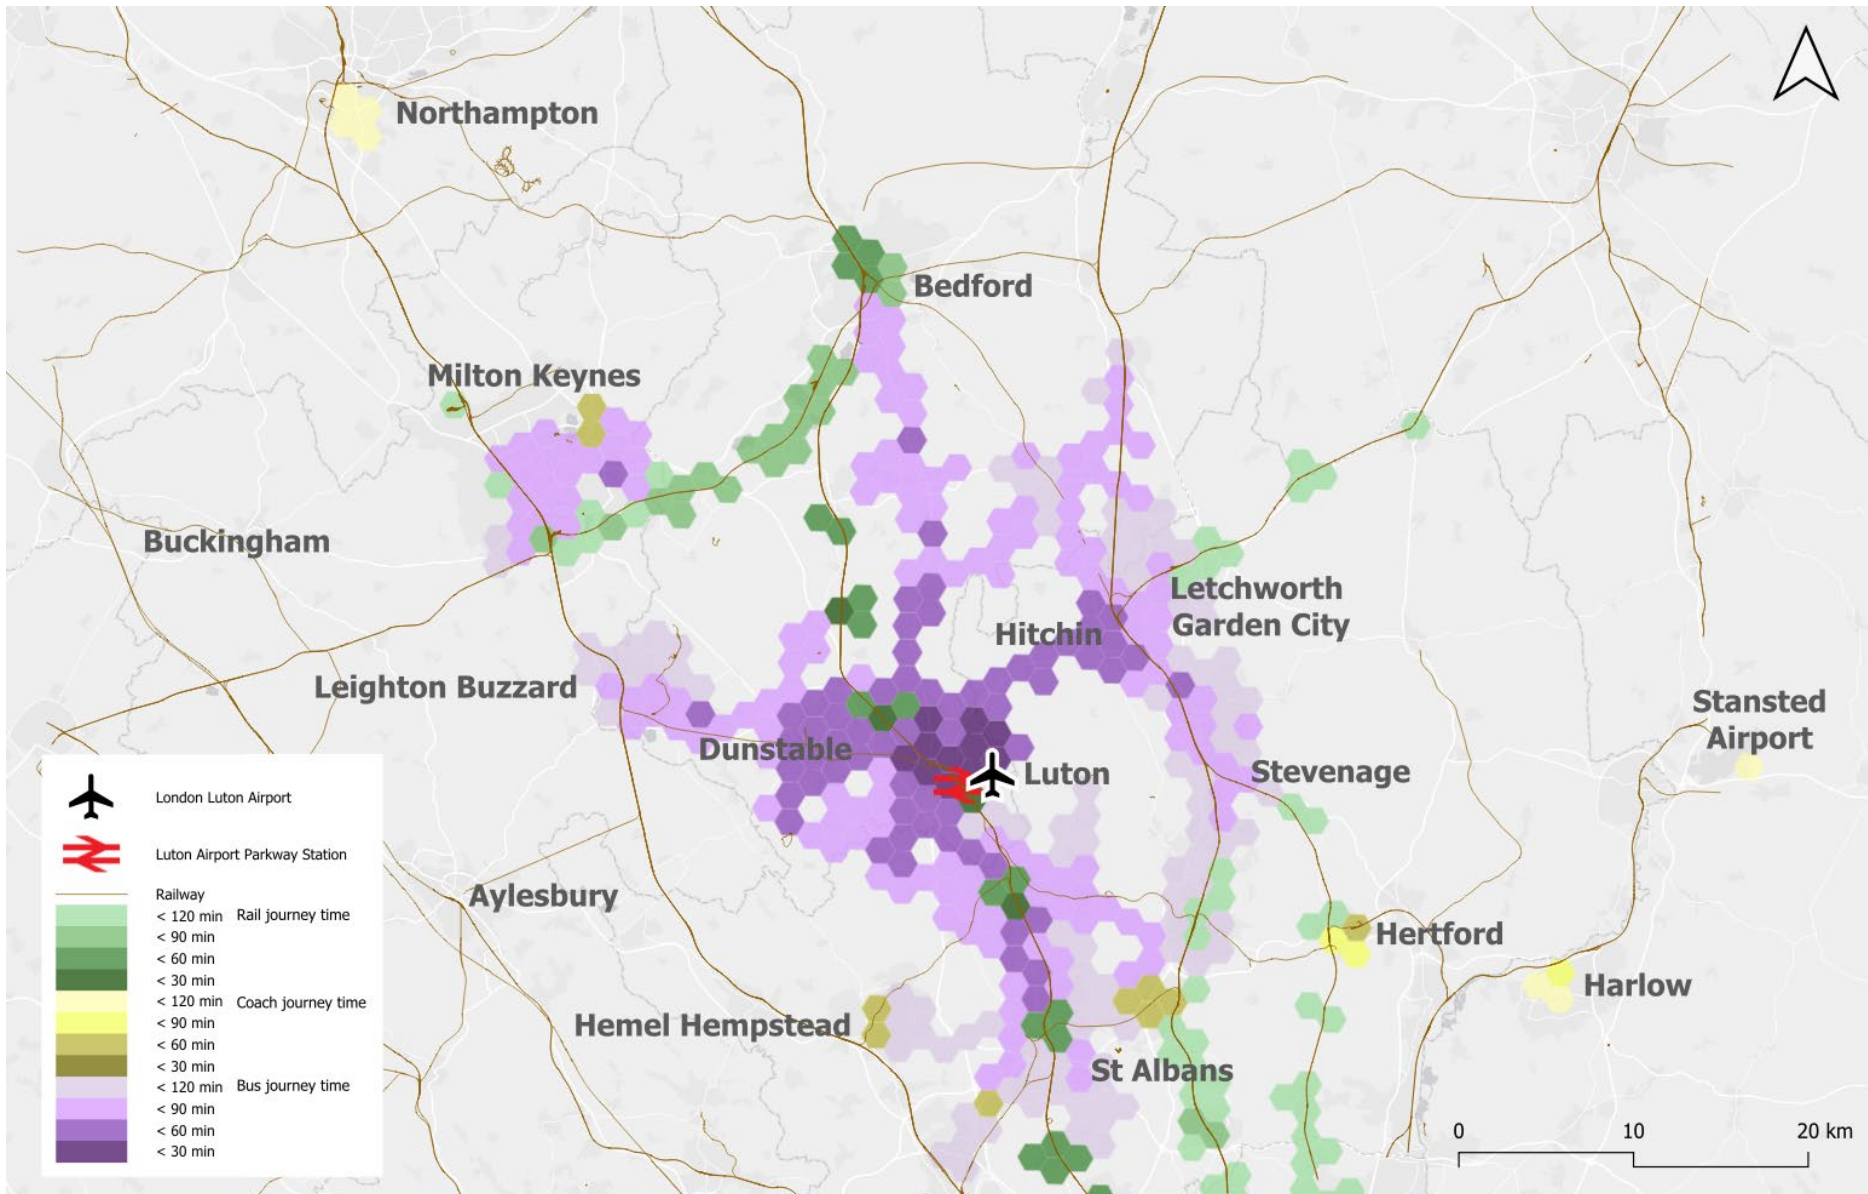 Northampton
Bedford
Milton Keynes
Buckingham
Letchworth
Garden City
Hitchin
Leighton Buzzard
Stansted
Airport
Dunstable
Luton
Stevenage
Aylesbury
Hertford
Harlow
Hemel Hempstead
St Albans
London Luton Airport
Luton Airport Parkway Station
Railway
< 120 min Rail journey time
< 90 min
< 60 min
< 30 min
< 120 min Coach journey time
< 90 min
< 60 min
< 30 min
< 120 min Bus journey time
< 90 min
< 60 min
< 30 min
0 10 20 km